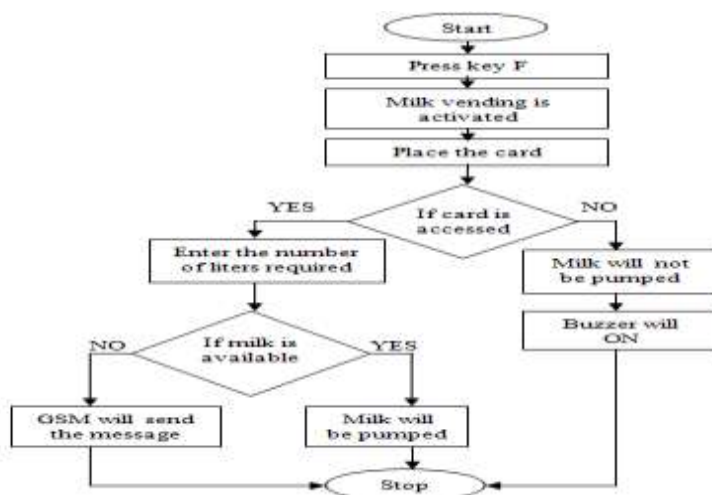 Start
Press key F
Milk vending is
activated
Place the card
If card is
accessed
YES
NO
Enter the number
of liters required
Milk will not
be pumped
Buzzer will
ON
If milk is
available
NO
YES
GSM will send
the message
Milk will
be pumped
Stop